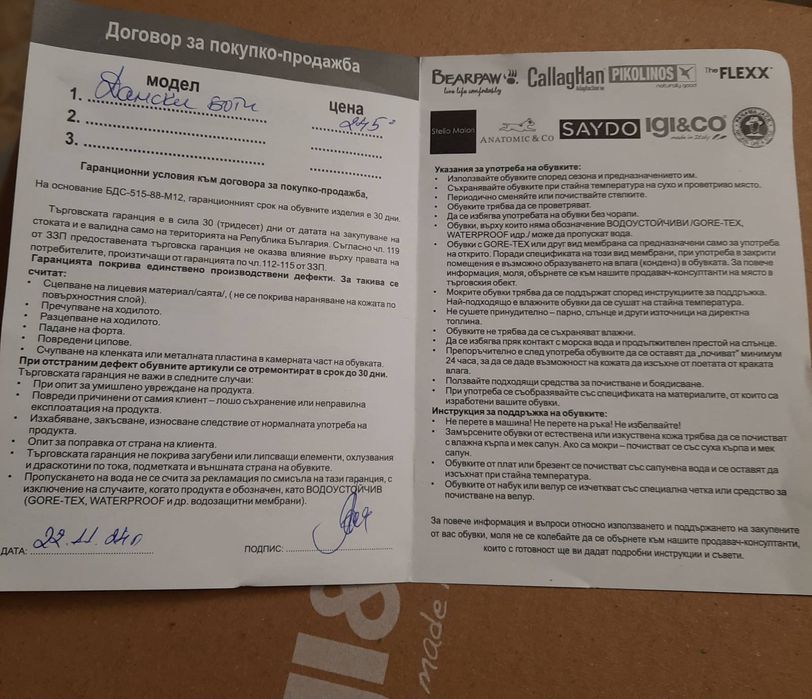 Договор за покупко-продажба
модел
цена
1. Дамски боти 245
2.
3.
Гаранционни условия към договора за покупко-продажба,
На основание БДС-515-88-М12, гаранционният срок на обувните изделия е 30 дни.
Търговската гаранция е в сила 30 (тридесет) дни от датата на закупуване на
стоката и е валидна само на територията на Република България. Съгласно чл. 119
от ЗЗП предоставената търговска гаранция не оказва влияние върху правата на
потребителите, произтичащи от гаранцията по чл.112-115 от ЗЗП.
Гаранцията покрива единствено производствени дефекти. За такива се
считат:
• Сцепване на лицевия материал/саята/, ( не се покрива нараняване на кожата по
повърхностния слой).
• Пречупване на ходилото.
• Разцепване на ходилото.
• Падане на форта.
• Повредени ципове.
• Счупване на кленката или металната пластина в камерната част на обувката.
При отстраним дефект обувните артикули се отремонтират в срок до 30 дни.
Търговската гаранция не важи в следните случаи:
• При опит за умишлено увреждане на продукта.
• Повреди причинени от самия клиент – лошо съхранение или неправилна
експлоатация на продукта.
• Изхабяване, закъсване, износване следствие от нормалната употреба на
продукта.
• Опит за поправка от страна на клиента.
• Търговската гаранция не покрива загубени или липсващи елементи, охлузвания
и драскотини по тока, подметката и външната страна на обувките.
• Пропускането на вода не се счита за рекламация по смисъла на тази гаранция, с
изключение на случаите, когато продукта е обозначен, като ВОДОУСТОЙЧИВ
(GORE-TEX, WATERPROOF и др. водозащитни мембрани).
ДАТА: 22.11.24г
ПОДПИС:
BEARPAW
live life comfortably
CallagHan
Adaptaction
PIKOLINOS
naturally good
The FLEXX
Stello Maiori
ANATOMIC & CO
SAYDO
IGI&CO
made in Italy
PANAMA JACK
Указания за употреба на обувките:
• Използвайте обувките според сезона и предназначението им.
• Съхранявайте обувките при стайна температура на сухо и проветриво място.
• Периодично сменяйте или почиствайте стелките.
• Обувките трябва да се проветряват.
• Да се избягва употребата на обувки без чорапи.
• Обувки, върху които няма обозначение ВОДОУСТОЙЧИВИ /GORE-TEX,
WATERPROOF идр./ може да пропускат вода.
• Обувки с GORE-TEX или друг вид мембрана са предназначени само за употреба
на открито. Поради спецификата на този вид мембрани, при употреба в закрити
помещения е възможно образуването на влага (конденз) в обувката. За повече
информация, моля, обърнете се към нашите продавач-консултанти на място в
търговския обект.
• Мокрите обувки трябва да се поддържат според инструкциите за поддръжка.
Най-подходящо е влажните обувки да се сушат на стайна температура.
• Не сушете принудително – парно, слънце и други източници на директна
топлина.
• Обувките не трябва да се съхраняват влажни.
• Да се избягва пряк контакт с морска вода и продължителен престой на слънце.
• Препоръчително е след употреба обувките да се оставят да „почиват” минимум
24 часа, за да се даде възможност на кожата да изсъхне от поетата от краката
влага.
• Ползвайте подходящи средства за почистване и боядисване.
• При употреба се съобразявайте със спецификата на материалите, от които са
изработени вашите обувки.
Инструкция за поддръжка на обувките:
• Не перете в машина! Не перете на ръка! Не избелвайте!
• Замърсените обувки от естествена или изкуствена кожа трябва да се почистват
с влажна кърпа и мек сапун. Ако са мокри – почистват се със суха кърпа и мек
сапун.
• Обувките от плат или брезент се почистват със сапунена вода и се оставят да
изсъхнат при стайна температура.
• Обувките от набук или велур се изчеткват със специална четка или средство за
почистване на велур.
За повече информация и въпроси относно използването и поддържането на закупените
от вас обувки, моля не се колебайте да се обърнете към нашите продавач-консултанти,
които с готовност ще ви дадат подробни инструкции и съвети.
made